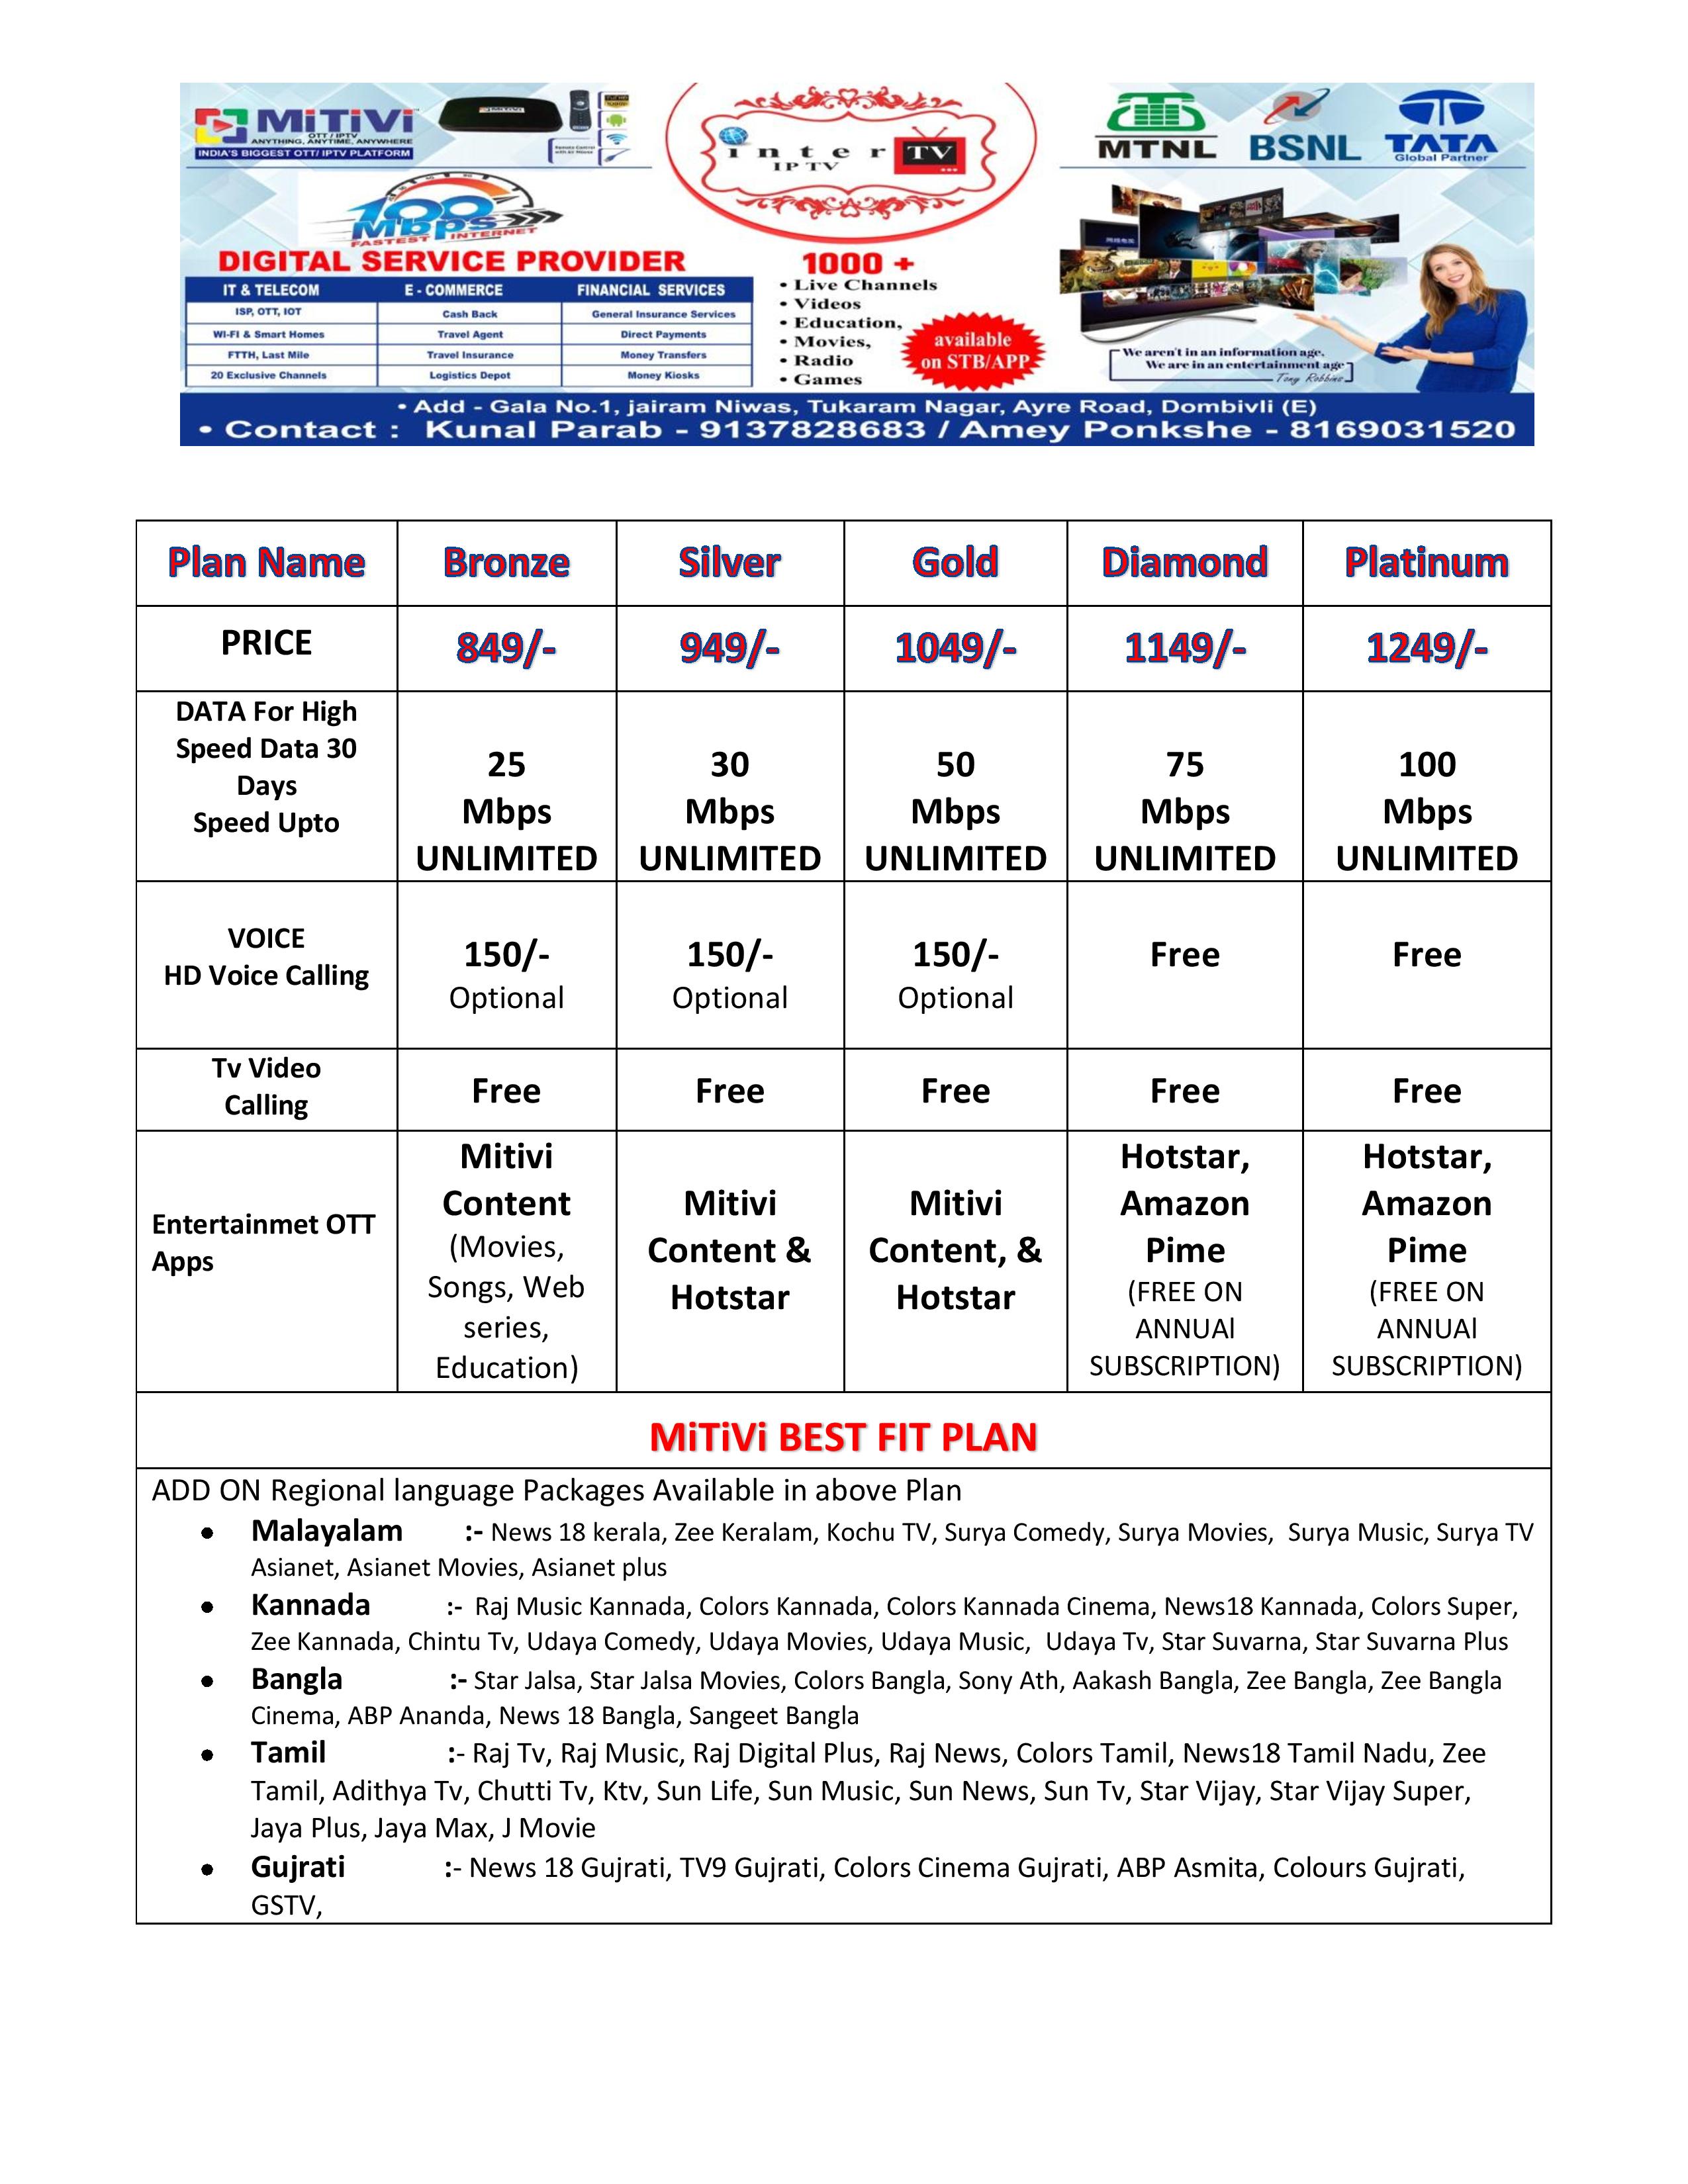 MiTiVi
OTT / IPTV
ANYTHING, ANYTIME, ANYWHERE
INDIA'S BIGGEST OTT/ IPTV PLATFORM
MiTiVi
Remote Control
with Air Mouse
inter TV
IP TV
MTNL
BSNL
TATA
Global Partner
100
Mbps
FASTEST INTERNET
DIGITAL SERVICE PROVIDER
IT & TELECOM E - COMMERCE FINANCIAL SERVICES
ISP, OTT, IOT Cash Back General Insurance Services
WI-FI & Smart Homes Travel Agent Direct Payments
FTTH, Last Mile Travel Insurance Money Transfers
20 Exclusive Channels Logistics Depot Money Kiosks
1000 +
• Live Channels
• Videos
• Education,
• Movies,
• Radio
• Games
available
on STB/APP
We aren't in an information age.
We are in an entertainment age
Tony Robbins
• Add - Gala No.1, jairam Niwas, Tukaram Nagar, Ayre Road, Dombivli (E)
• Contact : Kunal Parab - 9137828683 / Amey Ponkshe - 8169031520
Plan Name Bronze Silver Gold Diamond Platinum
PRICE 849/- 949/- 1049/- 1149/- 1249/-
DATA For High
Speed Data 30
Days
Speed Upto
25 30 50 75 100
Mbps Mbps Mbps Mbps Mbps
UNLIMITED UNLIMITED UNLIMITED UNLIMITED UNLIMITED
VOICE
HD Voice Calling
150/- 150/- 150/- Free Free
Optional Optional Optional
Tv Video
Calling
Free Free Free Free Free
Entertainmet OTT
Apps
Mitivi
Content
(Movies,
Songs, Web
series,
Education)
Mitivi
Content &
Hotstar
Mitivi
Content, &
Hotstar
Hotstar,
Amazon
Pime
(FREE ON
ANNUAl
SUBSCRIPTION)
Hotstar,
Amazon
Pime
(FREE ON
ANNUAl
SUBSCRIPTION)
MiTiVi BEST FIT PLAN
ADD ON Regional language Packages Available in above Plan
• Malayalam :- News 18 kerala, Zee Keralam, Kochu TV, Surya Comedy, Surya Movies, Surya Music, Surya TV
Asianet, Asianet Movies, Asianet plus
• Kannada :- Raj Music Kannada, Colors Kannada, Colors Kannada Cinema, News18 Kannada, Colors Super,
Zee Kannada, Chintu Tv, Udaya Comedy, Udaya Movies, Udaya Music, Udaya Tv, Star Suvarna, Star Suvarna Plus
• Bangla :- Star Jalsa, Star Jalsa Movies, Colors Bangla, Sony Ath, Aakash Bangla, Zee Bangla, Zee Bangla
Cinema, ABP Ananda, News 18 Bangla, Sangeet Bangla
• Tamil :- Raj Tv, Raj Music, Raj Digital Plus, Raj News, Colors Tamil, News18 Tamil Nadu, Zee
Tamil, Adithya Tv, Chutti Tv, Ktv, Sun Life, Sun Music, Sun News, Sun Tv, Star Vijay, Star Vijay Super,
Jaya Plus, Jaya Max, J Movie
• Gujrati :- News 18 Gujrati, TV9 Gujrati, Colors Cinema Gujrati, ABP Asmita, Colours Gujrati,
GSTV,